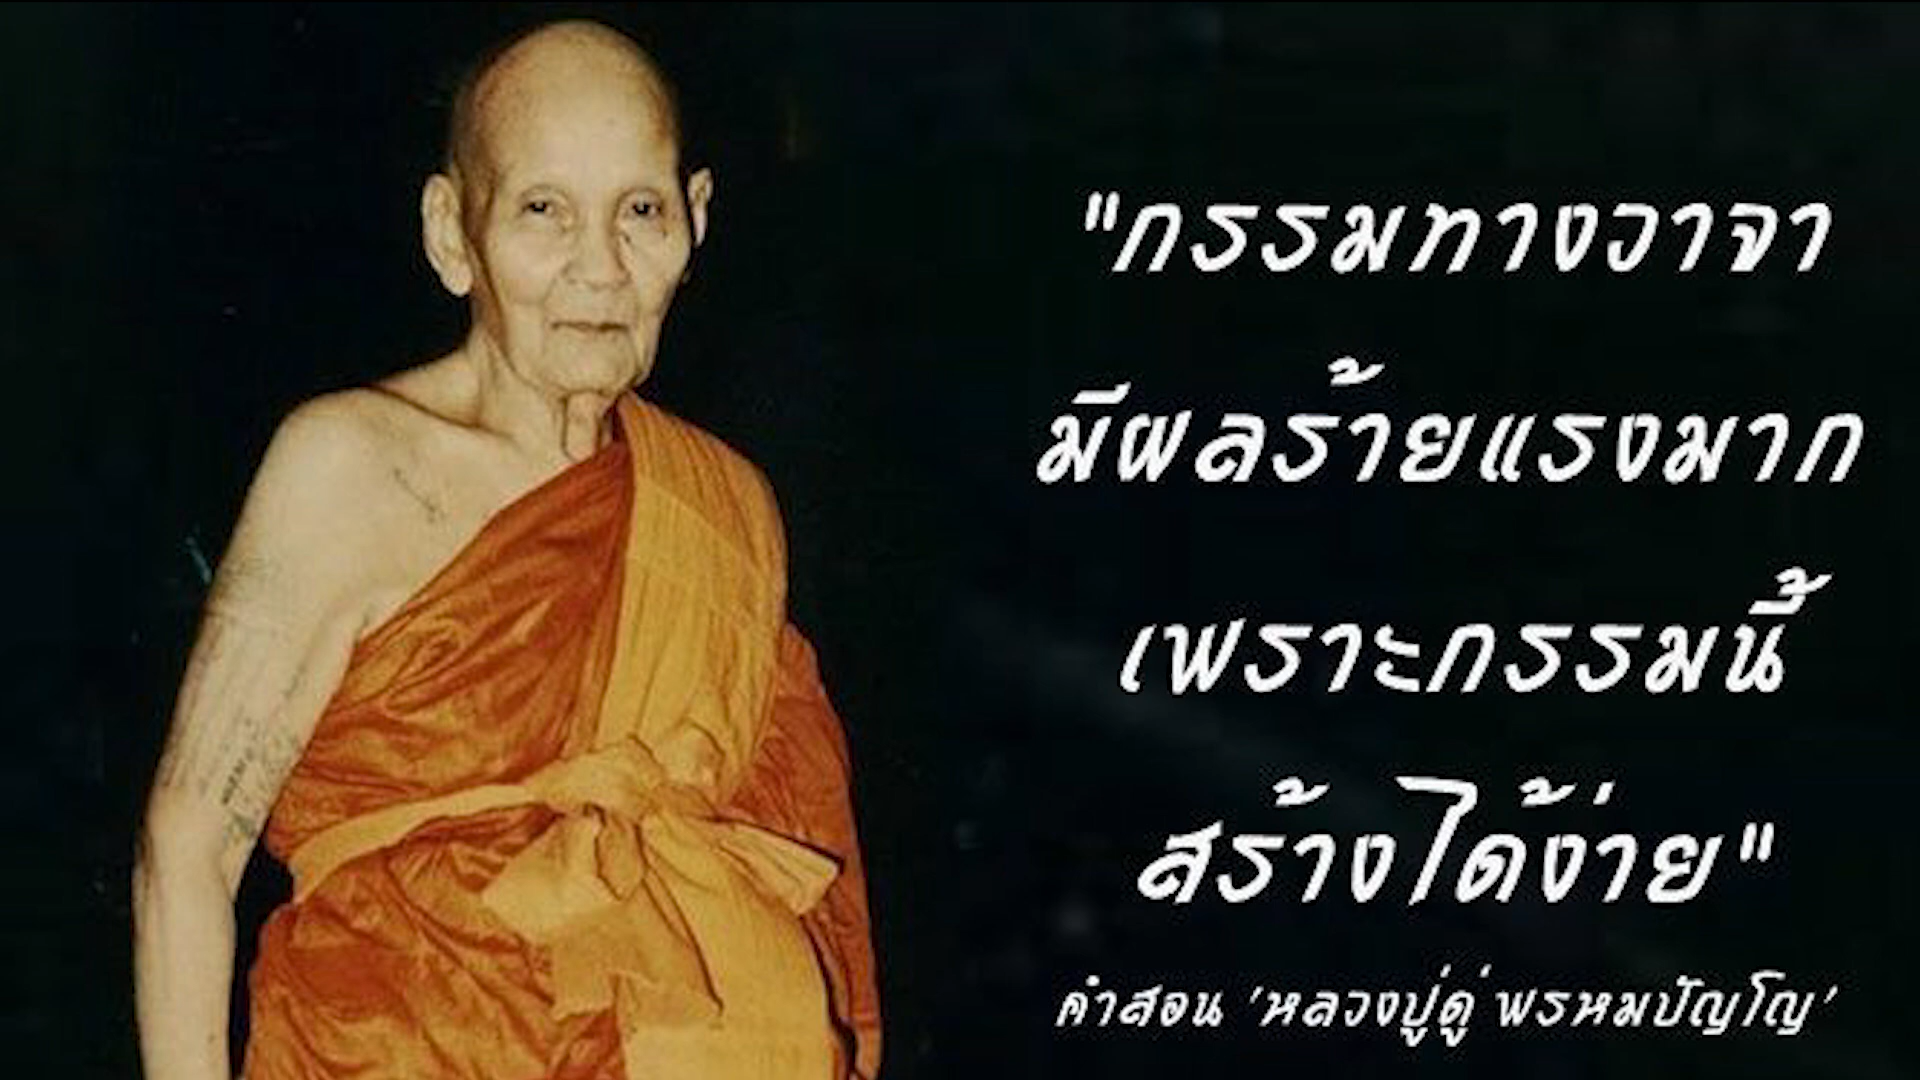 "กรรมทางวาจา
มีผลร้ายแรงมาก
เพราะกรรมนี้
สร้างได้ง่าย"
คำสอน 'หลวงปู่ดู่ พรหมปัญโญ'